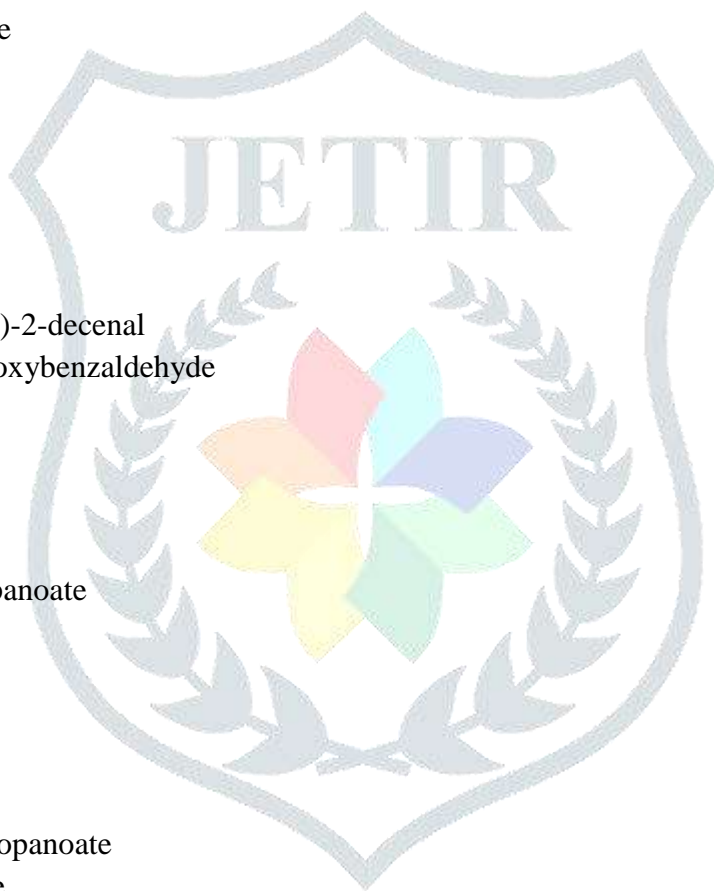 e
JETIR
)-2-decenal
oxybenzaldehyde
panoate
opanoate
e